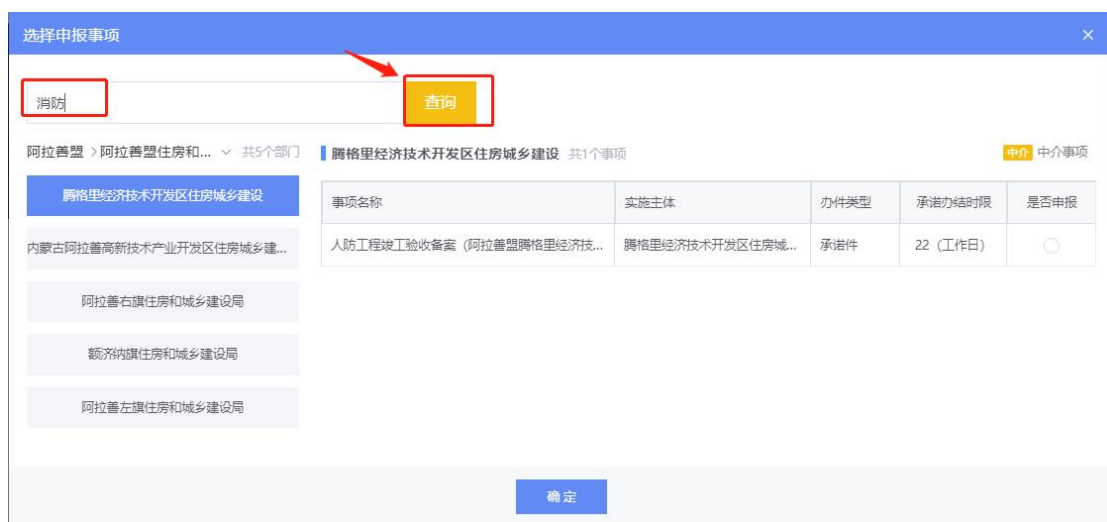 选择申报事项
消防
查询
阿拉善盟 > 阿拉善盟住房和... 共5个部门
腾格里经济技术开发区住房城乡建设 共1个事项
中介 中介事项
腾格里经济技术开发区住房城乡建设
内蒙古阿拉善高新技术产业开发区住房城乡建...
阿拉善右旗住房和城乡建设局
额济纳旗住房和城乡建设局
阿拉善左旗住房和城乡建设局
事项名称 实施主体 办件类型 承诺办结时限 是否申报
人防工程竣工验收备案（阿拉善盟腾格里经济技... 腾格里经济技术开发区住房城... 承诺件 22（工作日）
确定